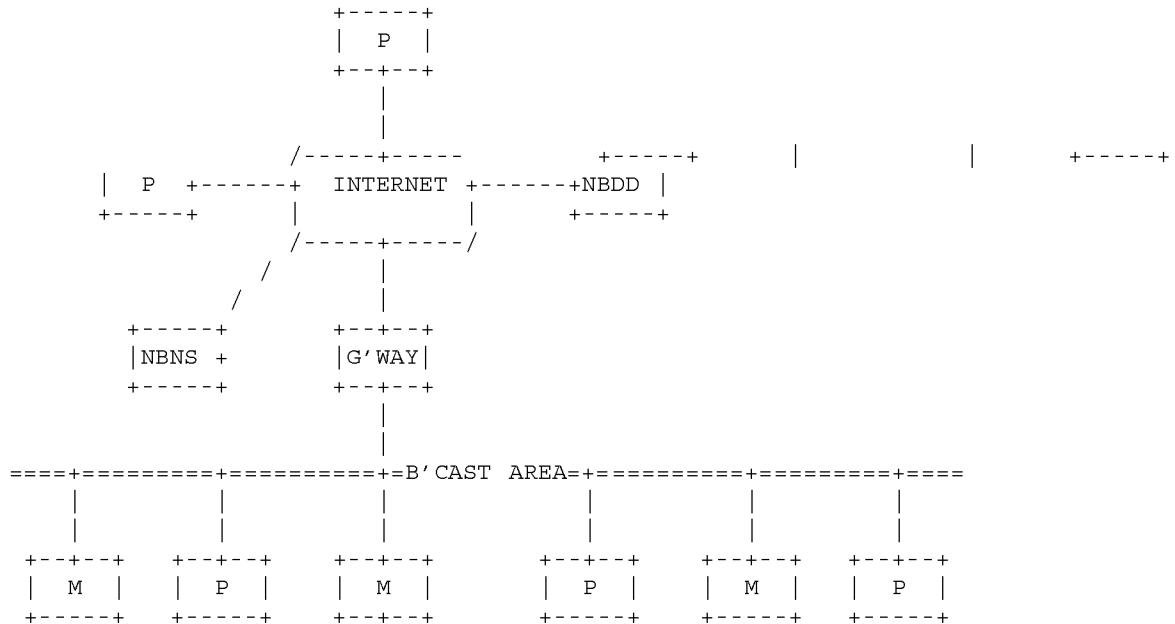 +-----+
|  P  |
+--+--+
|
|
/-----+-----     +-----+     |     |     +-----+
|  P  +------+  INTERNET  +------+NBDD |
+-----+     |     |     +-----+
/-----+------/
/     |
/     |
+-----+     +--+--+
|NBNS +     |G'WAY|
+-----+     +--+--+
|
|
====+=========+==========+=B'CAST AREA=+==========+=========+====
|     |     |     |     |     |
|     |     |     |     |     |
+--+--+   +--+--+   +--+--+   +--+--+   +--+--+   +--+--+
|  M  |   |  P  |   |  M  |   |  P  |   |  M  |   |  P  |
+-----+   +-----+   +--+--+   +-----+   +-----+   +-----+